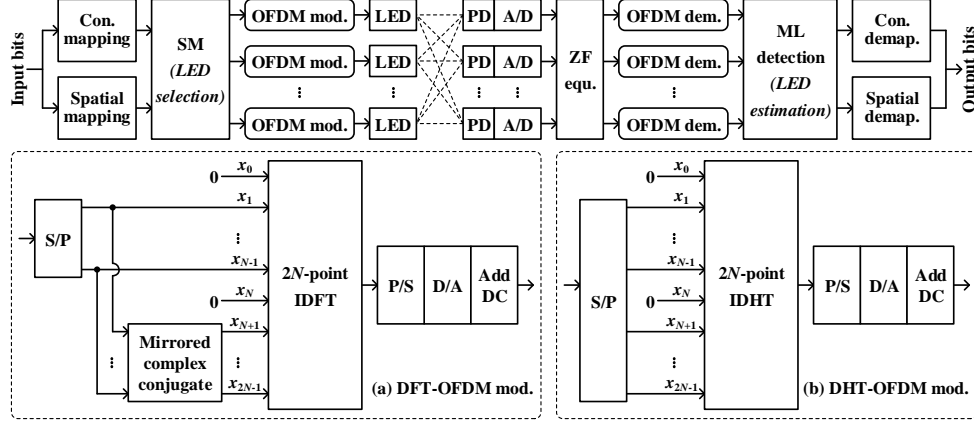 Input bits
Con. mapping
Spatial mapping
SM (LED selection)
OFDM mod. LED PD A/D
OFDM mod. LED PD A/D
⋮ ⋮ ⋮ ⋮
OFDM mod. LED PD A/D
ZF equ.
OFDM dem.
OFDM dem.
⋮
OFDM dem.
ML detection (LED estimation)
Con. demap.
Spatial demap.
Output bits
S/P
0 x0
x1
⋮
xN-1
0 xN
xN+1
⋮ ⋮
x2N-1
Mirrored complex conjugate
2N-point IDFT
P/S D/A Add DC
(a) DFT-OFDM mod.
S/P
0 x0
x1
⋮
xN-1
0 xN
xN+1
⋮
x2N-1
2N-point IDHT
P/S D/A Add DC
(b) DHT-OFDM mod.